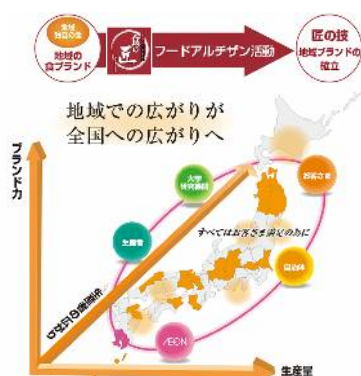 地域の
食ブランド
匠
フードアルチザン活動
匠の技
地域ブランドの
確立
地域での広がりが
全国への広がりへ
ブランド力
大学
研究機関
お客さま
生産者
すべてはお客さま満足の為に
自治体
ÆON
生産量